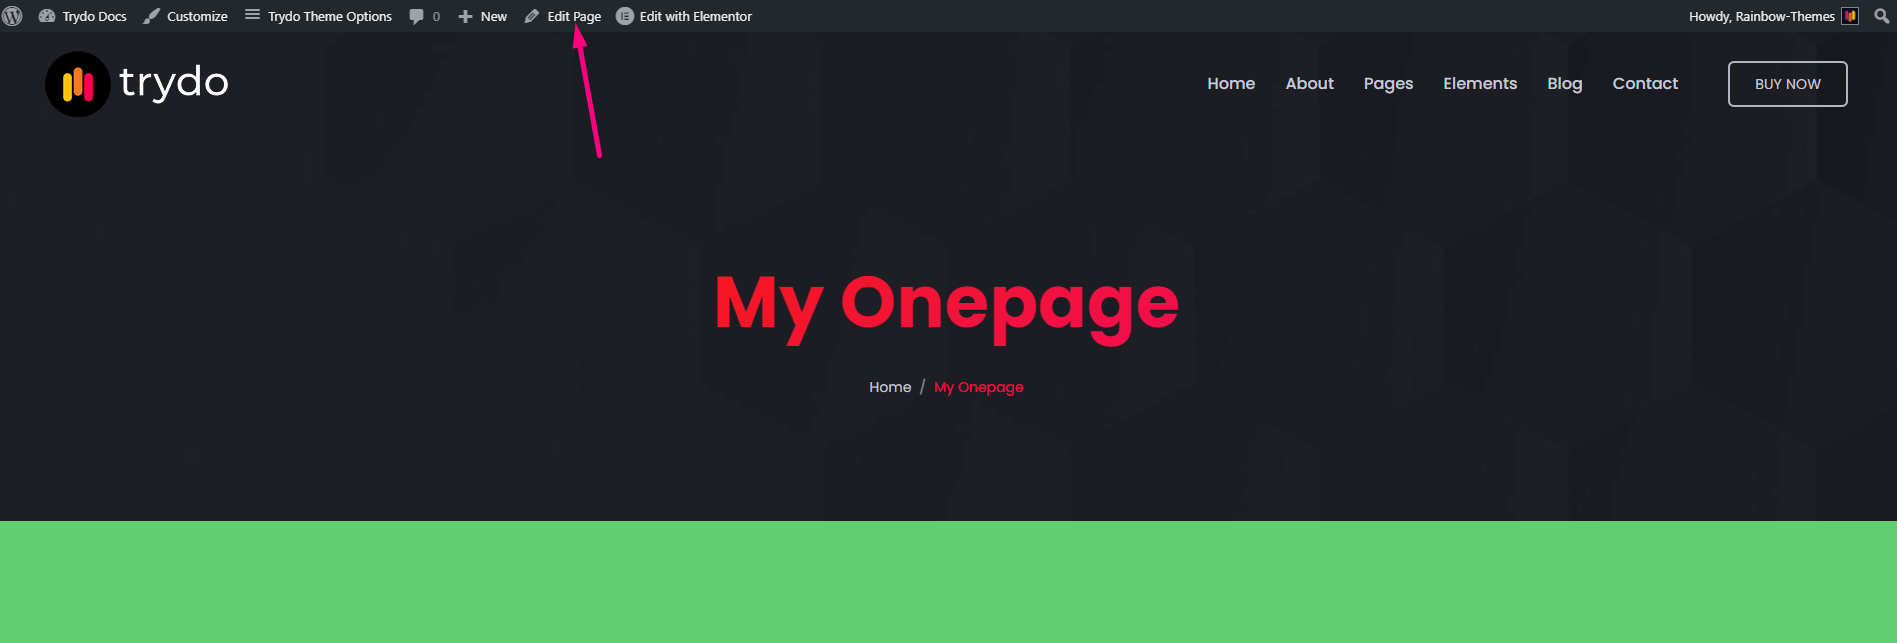 Trydo Docs Customize Trydo Theme Options 0 New Edit Page Edit with Elementor Howdy, Rainbow-Themes
trydo Home About Pages Elements Blog Contact BUY NOW
My Onepage
Home / My Onepage